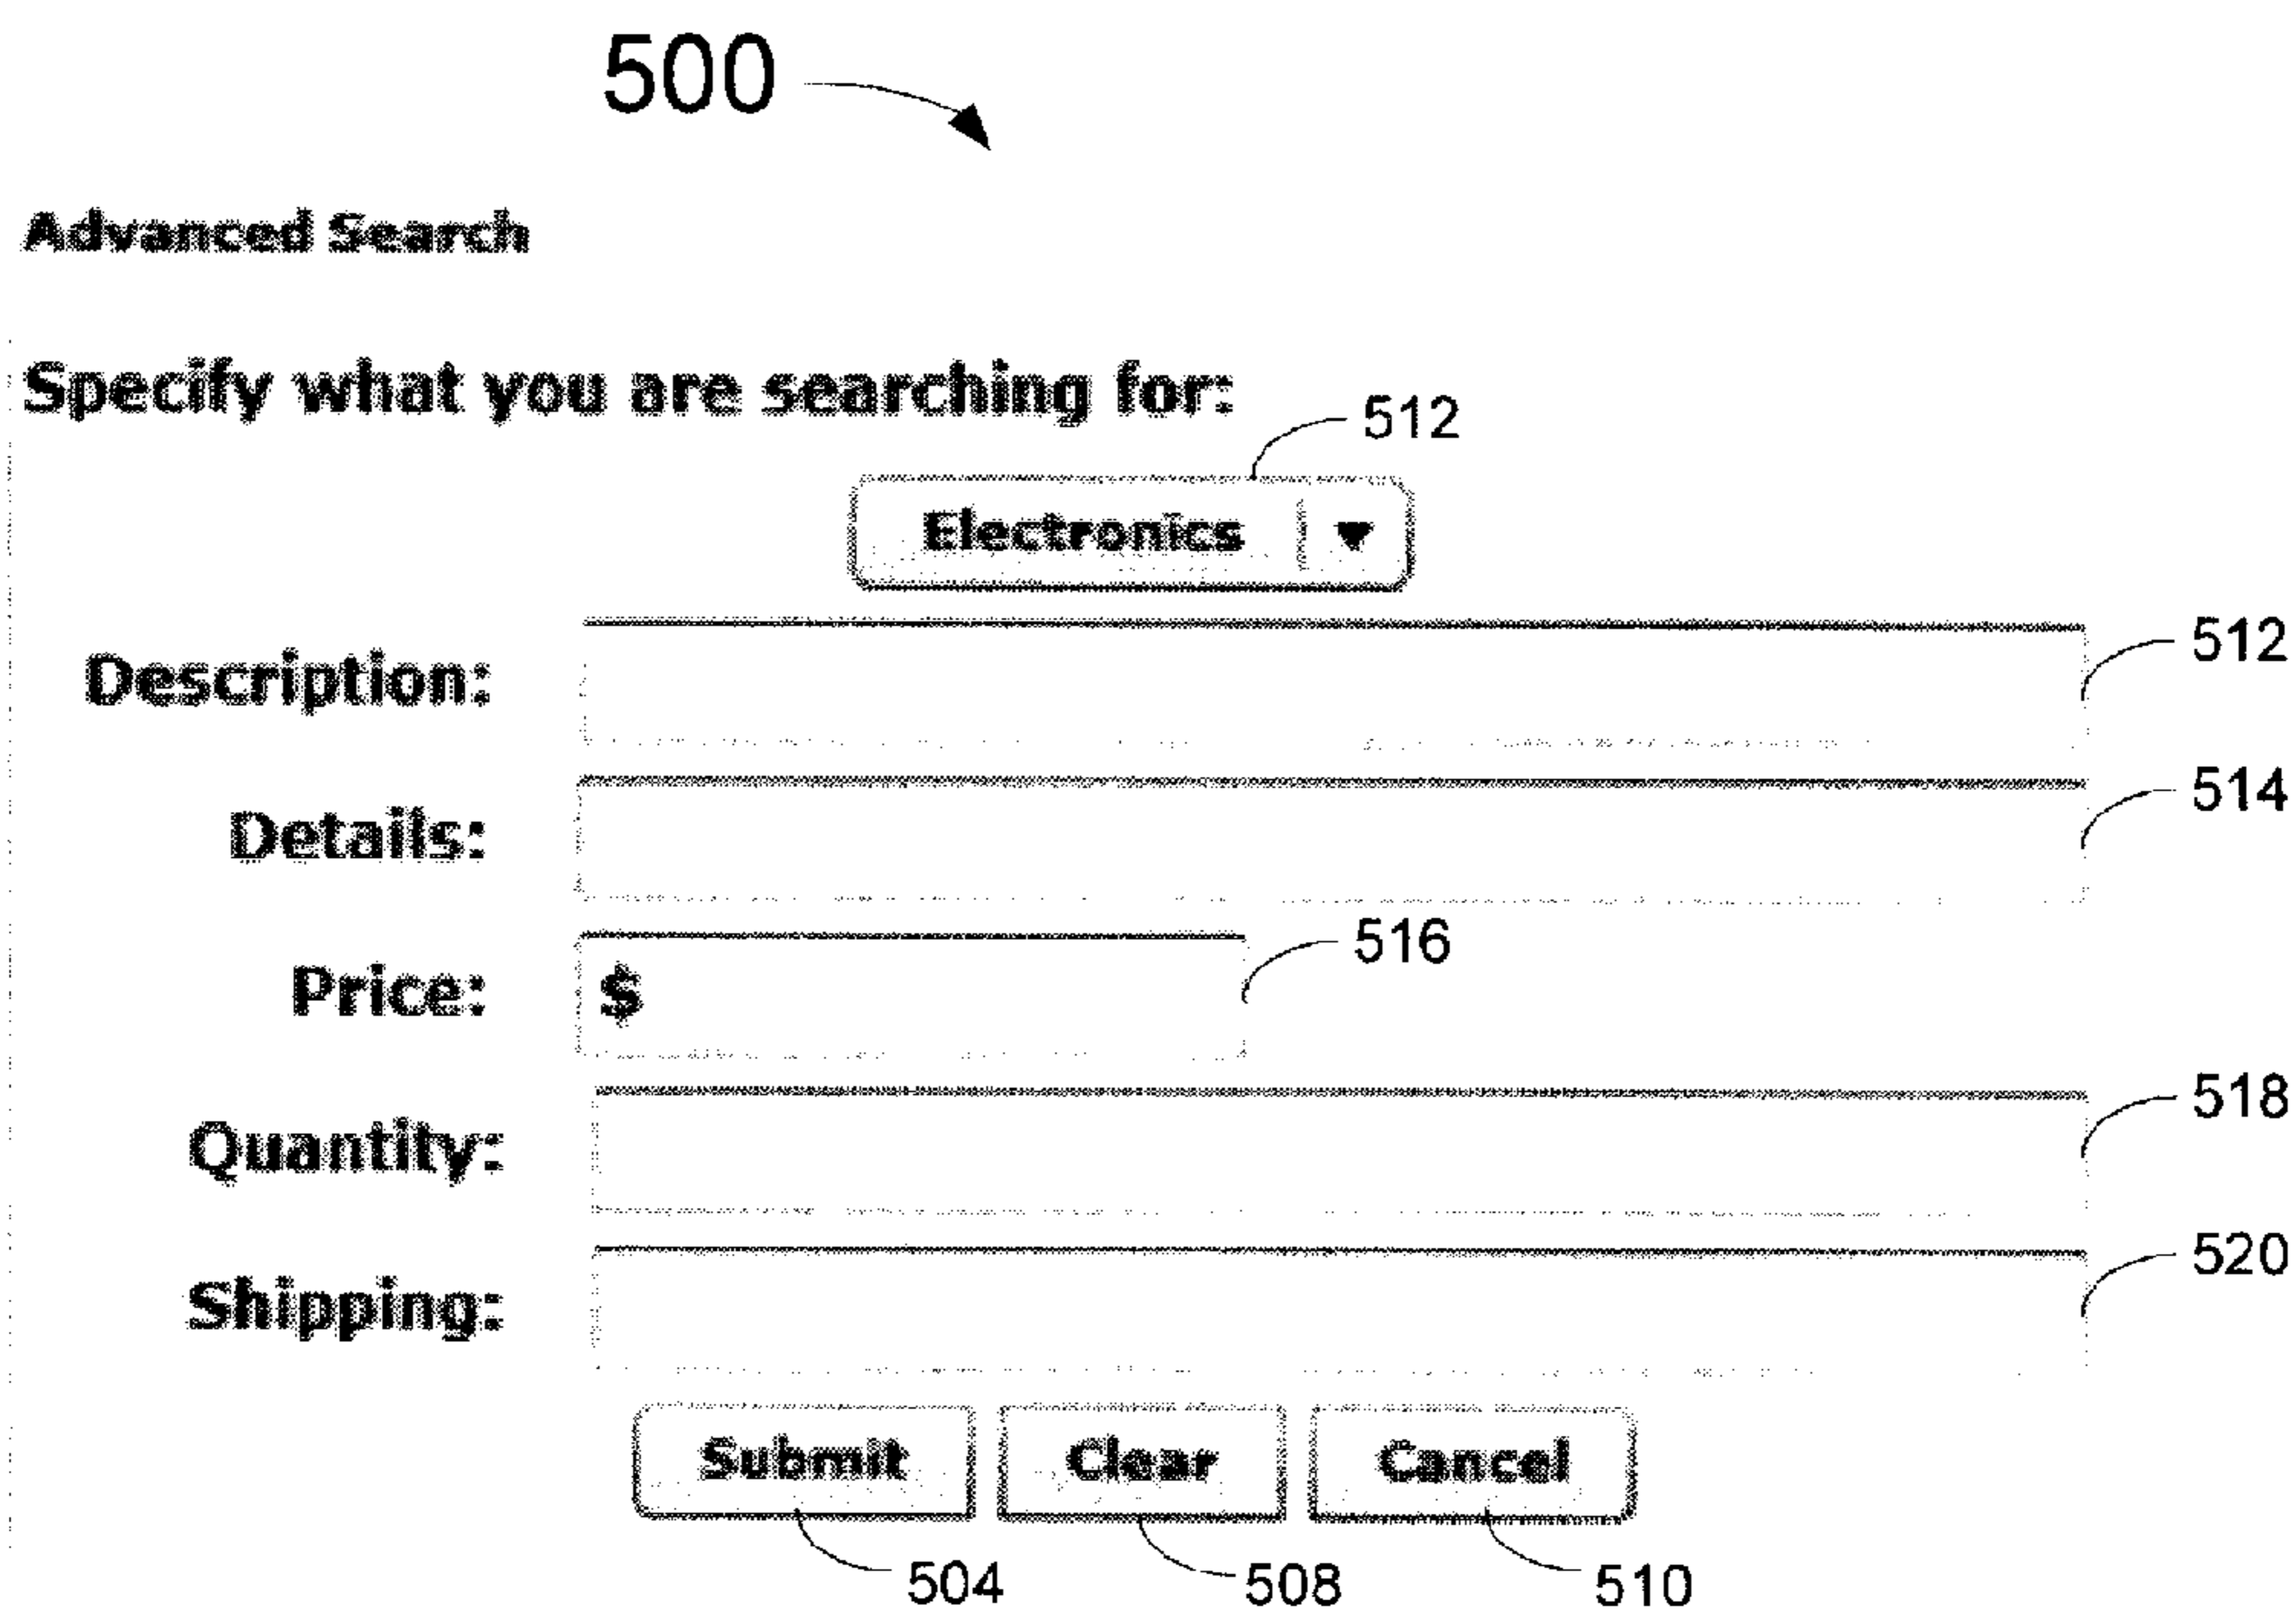 500
Advanced Search
Specify what you are searching for:
512
Electronics
Description:
512
Details:
514
Price: $
516
Quantity:
518
Shipping:
520
Submit Clear Cancel
504 508 510